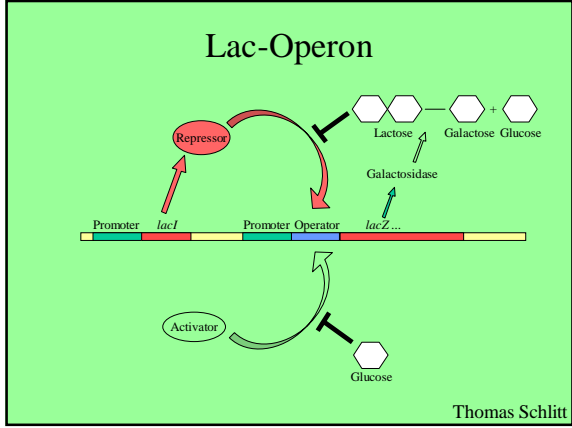 Lac-Operon
Repressor
Lactose Galactose Glucose
+
Galactosidase
Promoter lacI Promoter Operator lacZ ...
Activator
Glucose
Thomas Schlitt